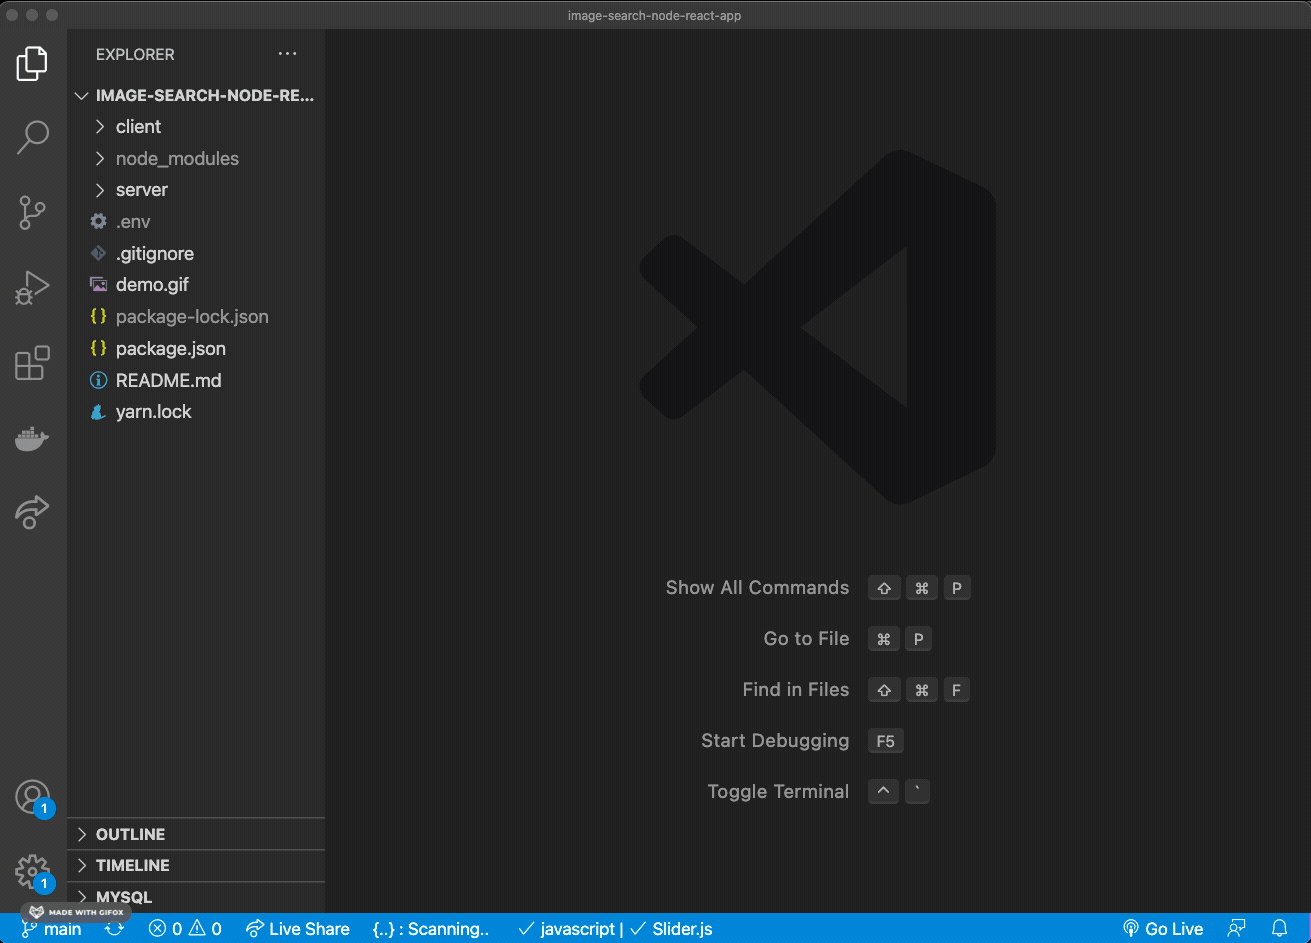 image-search-node-react-app
EXPLORER ···
IMAGE-SEARCH-NODE-RE...
client
node_modules
server
.env
.gitignore
demo.gif
package-lock.json
package.json
README.md
yarn.lock
Show All Commands ⇧ ⌘ P
Go to File ⌘ P
Find in Files ⇧ ⌘ F
Start Debugging F5
Toggle Terminal ^ `
1
OUTLINE
TIMELINE
1
MYSQL
MADE WITH GIFOX
main 0 0 Live Share {..} : Scanning.. ✓ javascript | ✓ Slider.js Go Live